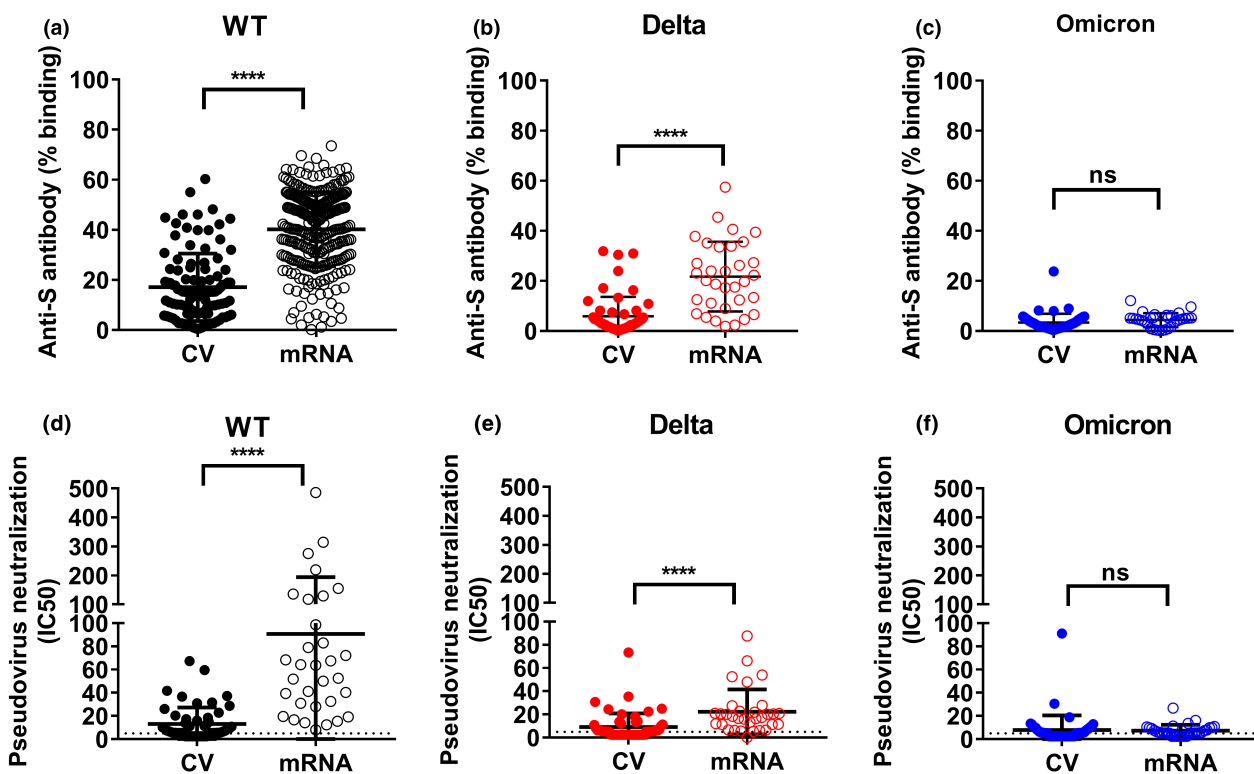 (a) WT
Anti-S antibody (% binding)
100
80
60
40
20
0
****
CV mRNA
(b) Delta
Anti-S antibody (% binding)
100
80
60
40
20
0
****
CV mRNA
(c) Omicron
Anti-S antibody (% binding)
100
80
60
40
20
0
ns
CV mRNA
(d) WT
Pseudovirus neutralization
(IC50)
500
400
300
200
100
100
80
60
40
20
0
****
CV mRNA
(e) Delta
Pseudovirus neutralization
(IC50)
500
400
300
200
100
100
80
60
40
20
0
****
CV mRNA
(f) Omicron
Pseudovirus neutralization
(IC50)
500
400
300
200
100
100
80
60
40
20
0
ns
CV mRNA